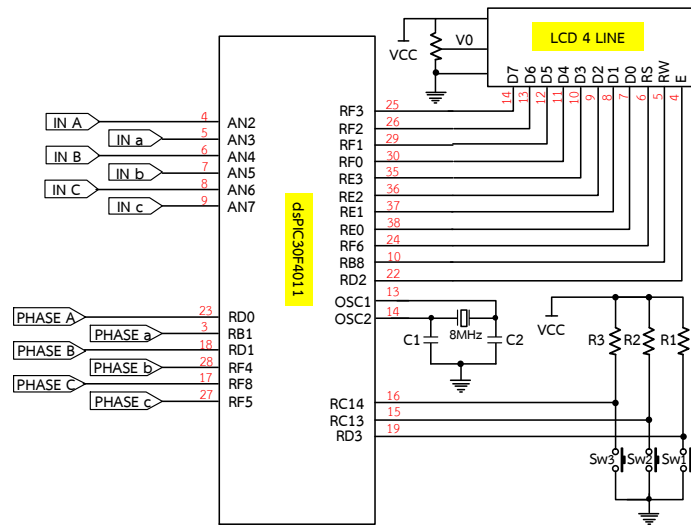 LCD 4 LINE
VCC
V0
D7 D6 D5 D4 D3 D2 D1 D0 RS RW E
14 13 12 11 10 9 8 7 6 5 4
IN A 4 AN2
IN a 5 AN3
IN B 6 AN4
IN b 7 AN5
IN C 8 AN6
IN c 9 AN7
dsPIC30F4011
RF3 25
RF2 26
RF1 29
RF0 30
RE3 35
RE2 36
RE1 37
RE0 38
RF6 24
RB8 10
RD2 22
OSC1 13
OSC2 14
8MHz
C1 C2
PHASE A 23 RD0
PHASE a 3 RB1
PHASE B 18 RD1
PHASE b 28 RF4
PHASE C 17 RF8
PHASE c 27 RF5
VCC
R3 R2 R1
RC14 16
RC13 15
RD3 19
Sw3 Sw2 Sw1